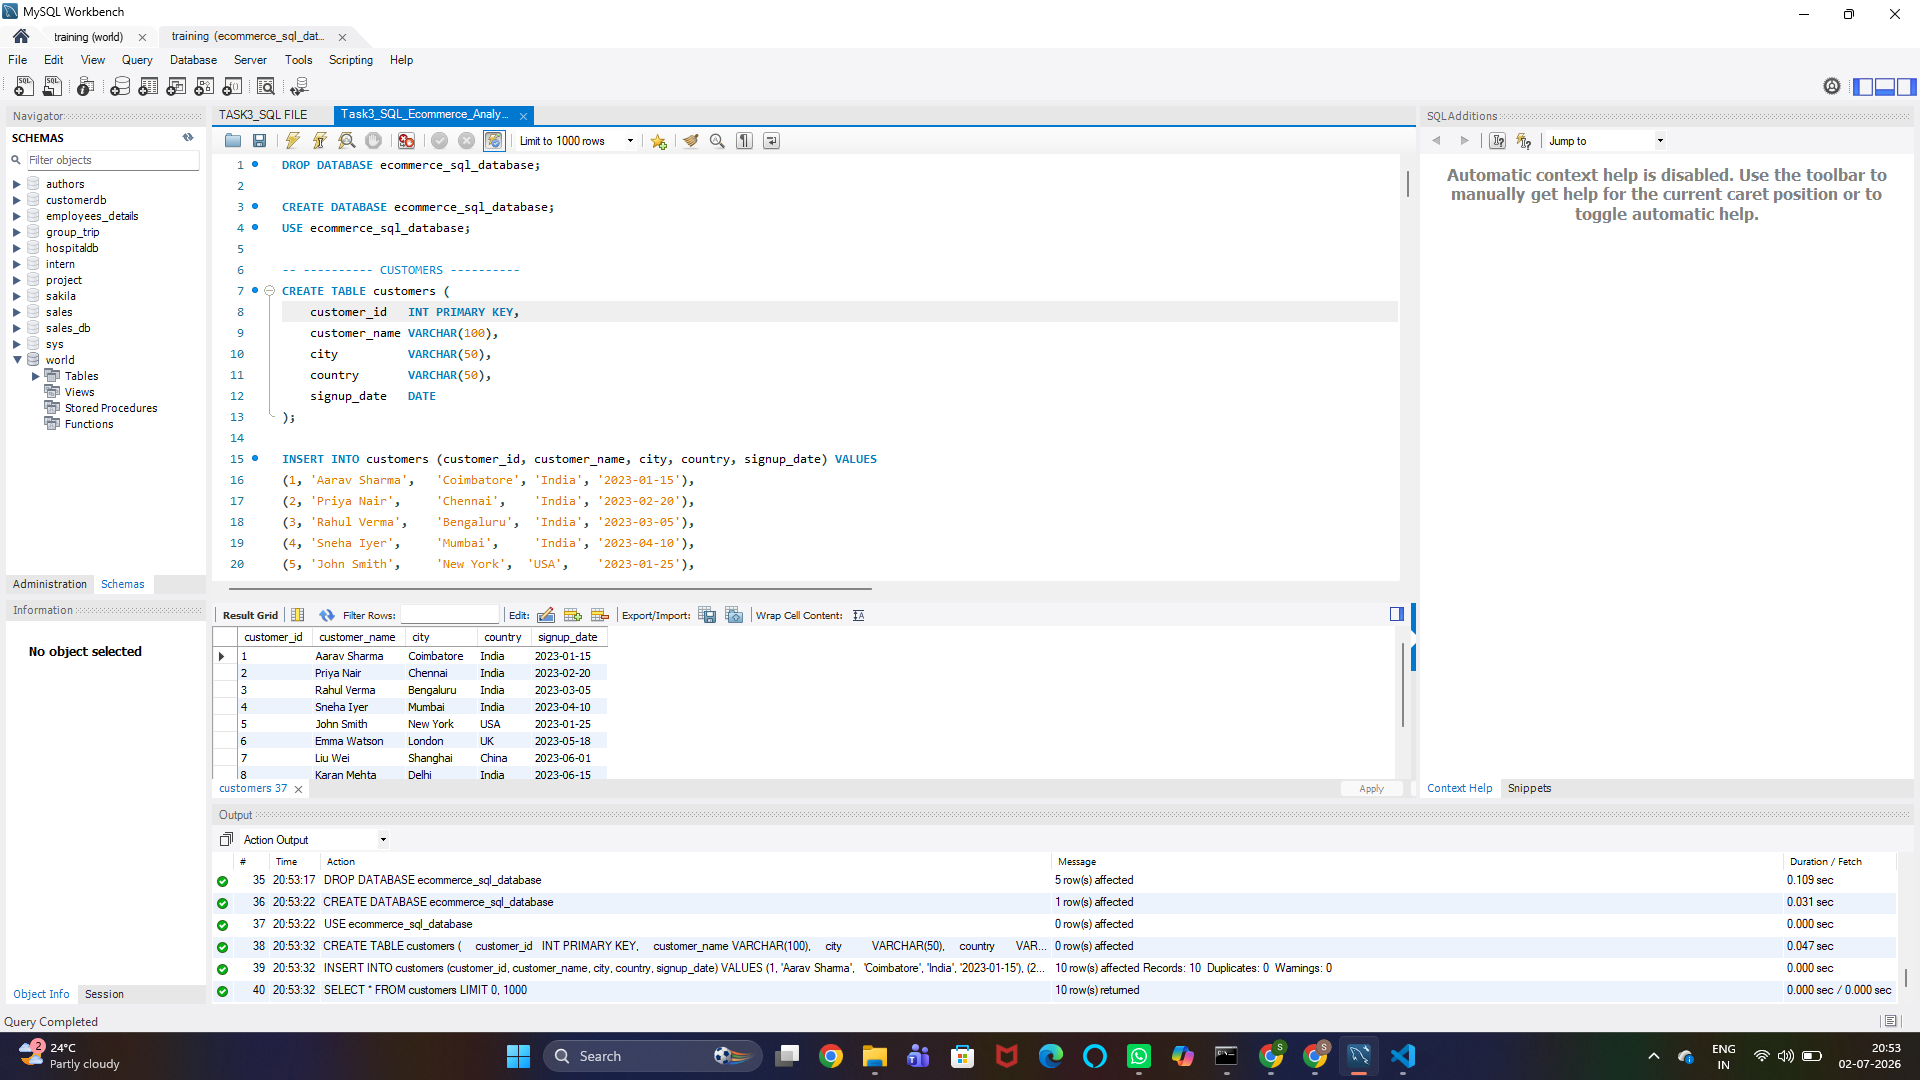 MySQL Workbench
training (world)
training (ecommerce_sql_dat...
File Edit View Query Database Server Tools Scripting Help
Navigator
SCHEMAS
Filter objects
authors
customerdb
employees_details
group_trip
hospitaldb
intern
project
sakila
sales
sales_db
sys
world
Tables
Views
Stored Procedures
Functions
Administration Schemas
Information
No object selected
Object Info Session
TASK3_SQL FILE
Task3_SQL_Ecommerce_Analy...
Limit to 1000 rows
1 DROP DATABASE ecommerce_sql_database;
2
3 CREATE DATABASE ecommerce_sql_database;
4 USE ecommerce_sql_database;
5
6 -- ---------- CUSTOMERS ----------
7 CREATE TABLE customers (
8 customer_id INT PRIMARY KEY,
9 customer_name VARCHAR(100),
10 city VARCHAR(50),
11 country VARCHAR(50),
12 signup_date DATE
13 );
14
15 INSERT INTO customers (customer_id, customer_name, city, country, signup_date) VALUES
16 (1, 'Aarav Sharma', 'Coimbatore', 'India', '2023-01-15'),
17 (2, 'Priya Nair', 'Chennai', 'India', '2023-02-20'),
18 (3, 'Rahul Verma', 'Bengaluru', 'India', '2023-03-05'),
19 (4, 'Sneha Iyer', 'Mumbai', 'India', '2023-04-10'),
20 (5, 'John Smith', 'New York', 'USA', '2023-01-25'),
Result Grid Filter Rows: Edit: Export/Import: Wrap Cell Content:
customer_id customer_name city country signup_date
1 Aarav Sharma Coimbatore India 2023-01-15
2 Priya Nair Chennai India 2023-02-20
3 Rahul Verma Bengaluru India 2023-03-05
4 Sneha Iyer Mumbai India 2023-04-10
5 John Smith New York USA 2023-01-25
6 Emma Watson London UK 2023-05-18
7 Liu Wei Shanghai China 2023-06-01
8 Karan Mehta Delhi India 2023-06-15
customers 37
Apply
SQLAdditions
Jump to
Automatic context help is disabled. Use the toolbar to
manually get help for the current caret position or to
toggle automatic help.
Context Help Snippets
Output
Action Output
# Time Action Message Duration / Fetch
35 20:53:17 DROP DATABASE ecommerce_sql_database 5 row(s) affected 0.109 sec
36 20:53:22 CREATE DATABASE ecommerce_sql_database 1 row(s) affected 0.031 sec
37 20:53:22 USE ecommerce_sql_database 0 row(s) affected 0.000 sec
38 20:53:32 CREATE TABLE customers ( customer_id INT PRIMARY KEY, customer_name VARCHAR(100), city VARCHAR(50), country VAR... 0 row(s) affected 0.047 sec
39 20:53:32 INSERT INTO customers (customer_id, customer_name, city, country, signup_date) VALUES (1, 'Aarav Sharma', 'Coimbatore', 'India', '2023-01-15'), (2... 10 row(s) affected Records: 10 Duplicates: 0 Warnings: 0 0.000 sec
40 20:53:32 SELECT * FROM customers LIMIT 0, 1000 10 row(s) returned 0.000 sec / 0.000 sec
Query Completed
2
24°C
Partly cloudy
Search
ENG
IN
20:53
02-07-2026